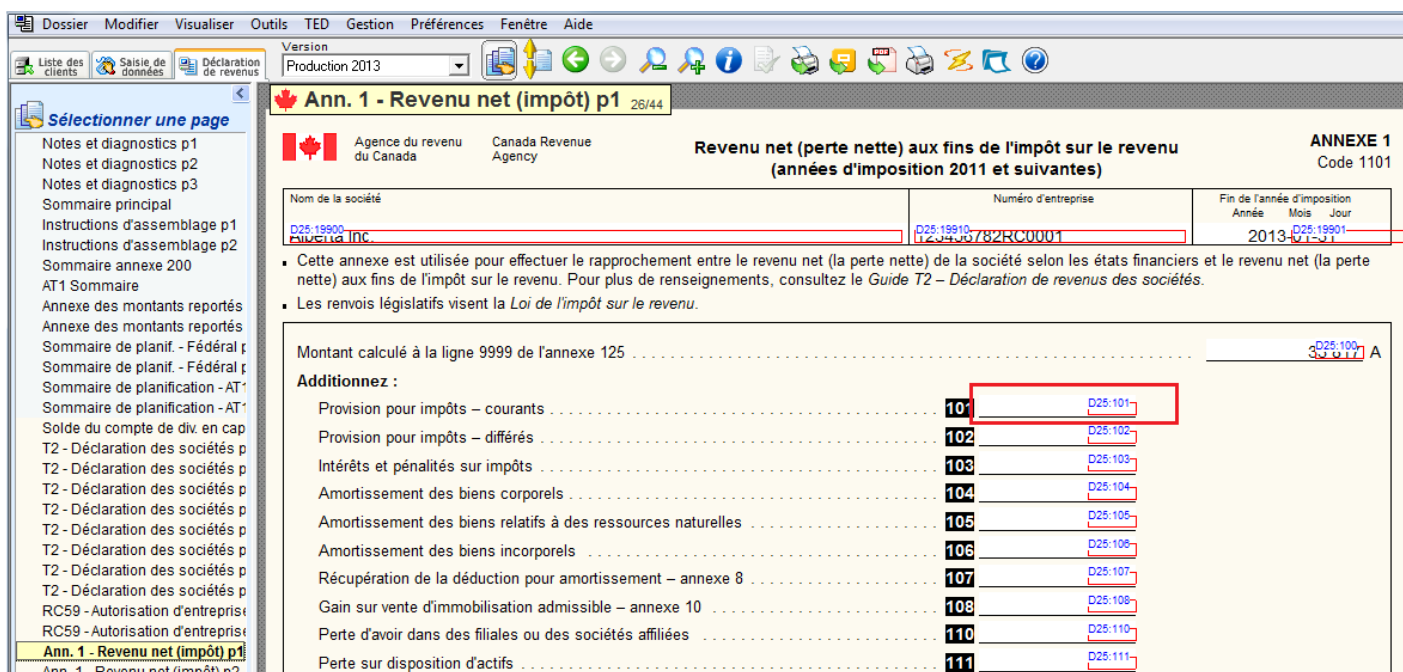 Dossier Modifier Visualiser Outils TED Gestion Préférences Fenêtre Aide
Liste des clients
Saisie de données
Déclaration de revenus
Version
Production 2013
Sélectionner une page
Notes et diagnostics p1
Notes et diagnostics p2
Notes et diagnostics p3
Sommaire principal
Instructions d'assemblage p1
Instructions d'assemblage p2
Sommaire annexe 200
AT1 Sommaire
Annexe des montants reportés
Annexe des montants reportés
Sommaire de planif. - Fédéral p
Sommaire de planif. - Fédéral p
Sommaire de planification - AT1
Sommaire de planification - AT1
Solde du compte de div. en cap
T2 - Déclaration des sociétés p
T2 - Déclaration des sociétés p
T2 - Déclaration des sociétés p
T2 - Déclaration des sociétés p
T2 - Déclaration des sociétés p
T2 - Déclaration des sociétés p
T2 - Déclaration des sociétés p
T2 - Déclaration des sociétés p
RC59 - Autorisation d'entreprise
RC59 - Autorisation d'entreprise
Ann. 1 - Revenu net (impôt) p1
Ann. 1 - Revenu net (impôt) p2
Ann. 1 - Revenu net (impôt) p1 26/44
Agence du revenu du Canada
Canada Revenue Agency
Revenu net (perte nette) aux fins de l'impôt sur le revenu
(années d'imposition 2011 et suivantes)
ANNEXE 1
Code 1101
Nom de la société
Numéro d'entreprise
Fin de l'année d'imposition
Année Mois Jour
D25:19900
Alberta Inc.
D25:19910
123456782RC0001
D25:19901
2013-01-31
Cette annexe est utilisée pour effectuer le rapprochement entre le revenu net (la perte nette) de la société selon les états financiers et le revenu net (la perte
nette) aux fins de l'impôt sur le revenu. Pour plus de renseignements, consultez le Guide T2 – Déclaration de revenus des sociétés.
Les renvois législatifs visent la Loi de l'impôt sur le revenu.
Montant calculé à la ligne 9999 de l'annexe 125 D25:100 A
Additionnez :
Provision pour impôts – courants 101 D25:101
Provision pour impôts – différés 102 D25:102
Intérêts et pénalités sur impôts 103 D25:103
Amortissement des biens corporels 104 D25:104
Amortissement des biens relatifs à des ressources naturelles 105 D25:105
Amortissement des biens incorporels 106 D25:106
Récupération de la déduction pour amortissement – annexe 8 107 D25:107
Gain sur vente d'immobilisation admissible – annexe 10 108 D25:108
Perte d'avoir dans des filiales ou des sociétés affiliées 110 D25:110
Perte sur disposition d'actifs 111 D25:111